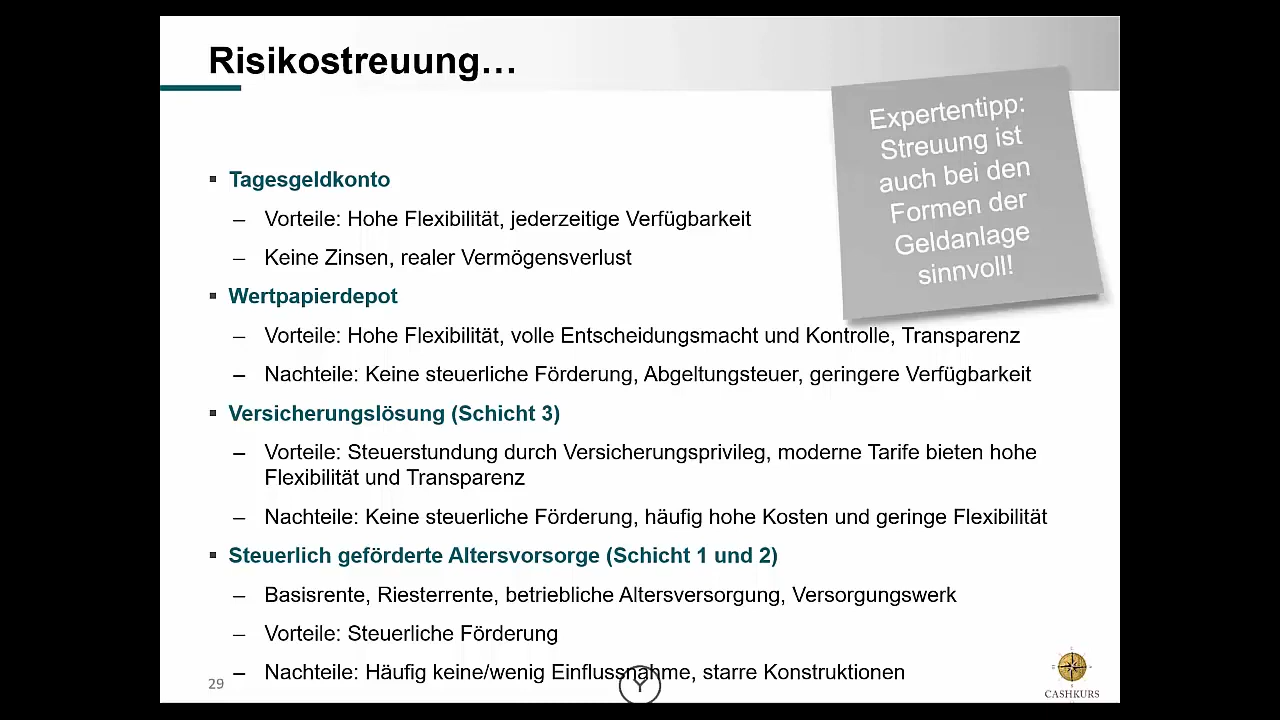 Risikostreuung…
Expertentipp:
Streuung ist
auch bei den
Formen der
Geldanlage
sinnvoll!
▪ Tagesgeldkonto
– Vorteile: Hohe Flexibilität, jederzeitige Verfügbarkeit
– Keine Zinsen, realer Vermögensverlust
▪ Wertpapierdepot
– Vorteile: Hohe Flexibilität, volle Entscheidungsmacht und Kontrolle, Transparenz
– Nachteile: Keine steuerliche Förderung, Abgeltungsteuer, geringere Verfügbarkeit
▪ Versicherungslösung (Schicht 3)
– Vorteile: Steuerstundung durch Versicherungsprivileg, moderne Tarife bieten hohe
Flexibilität und Transparenz
– Nachteile: Keine steuerliche Förderung, häufig hohe Kosten und geringe Flexibilität
▪ Steuerlich geförderte Altersvorsorge (Schicht 1 und 2)
– Basisrente, Riesterrente, betriebliche Altersversorgung, Versorgungswerk
– Vorteile: Steuerliche Förderung
– Nachteile: Häufig keine/wenig Einflussnahme, starre Konstruktionen
29
CASHKURS